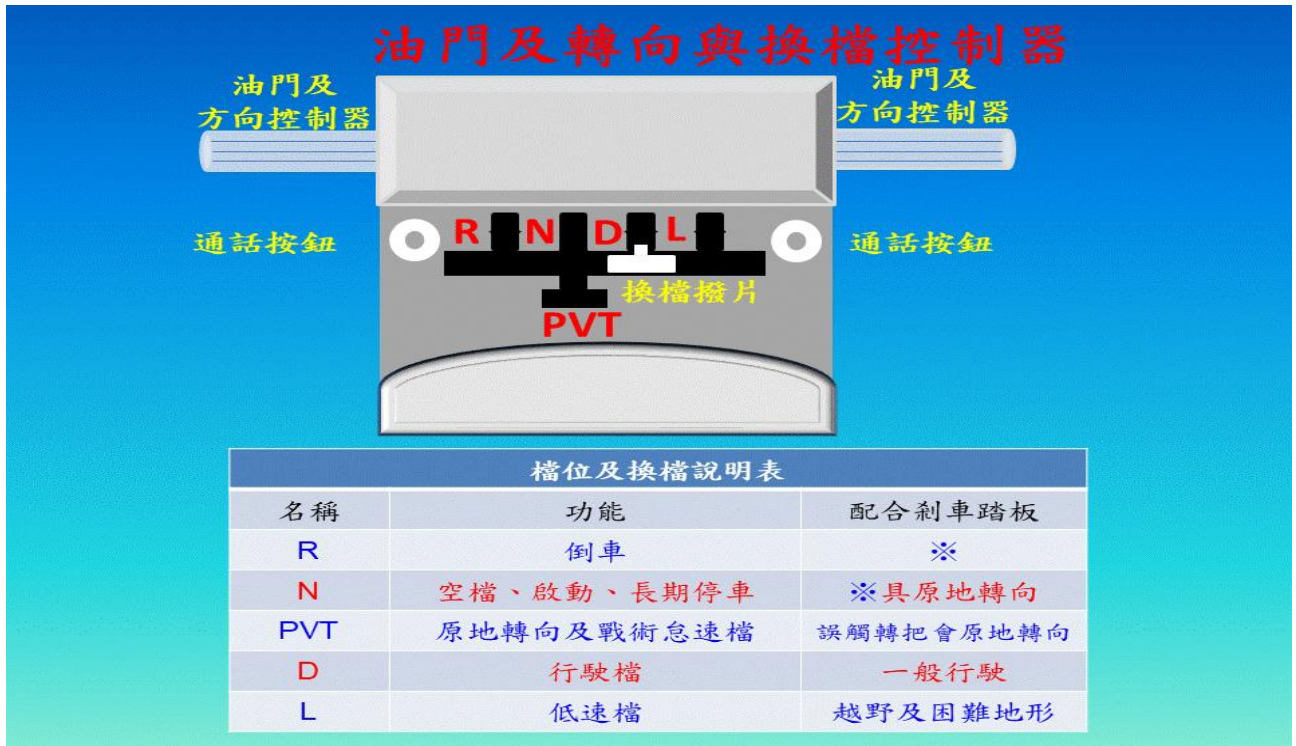 油門及轉向與換檔控制器
油門及
方向控制器
油門及
方向控制器
通話按鈕
R N D L
通話按鈕
換檔撥片
PVT
檔位及換檔說明表
名稱 功能 配合剎車踏板
R 倒車 ※
N 空檔、啟動、長期停車 ※具原地轉向
PVT 原地轉向及戰術怠速檔 誤觸轉把會原地轉向
D 行駛檔 一般行駛
L 低速檔 越野及困難地形